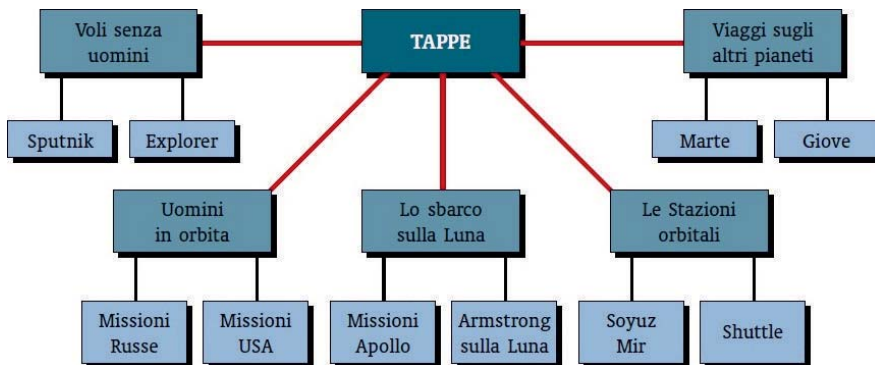 Voli senza
uomini
TAPPE
Viaggi sugli
altri pianeti
Sputnik
Explorer
Marte
Giove
Uomini
in orbita
Lo sbarco
sulla Luna
Le Stazioni
orbitali
Missioni
Russe
Missioni
USA
Missioni
Apollo
Armstrong
sulla Luna
Soyuz
Mir
Shuttle